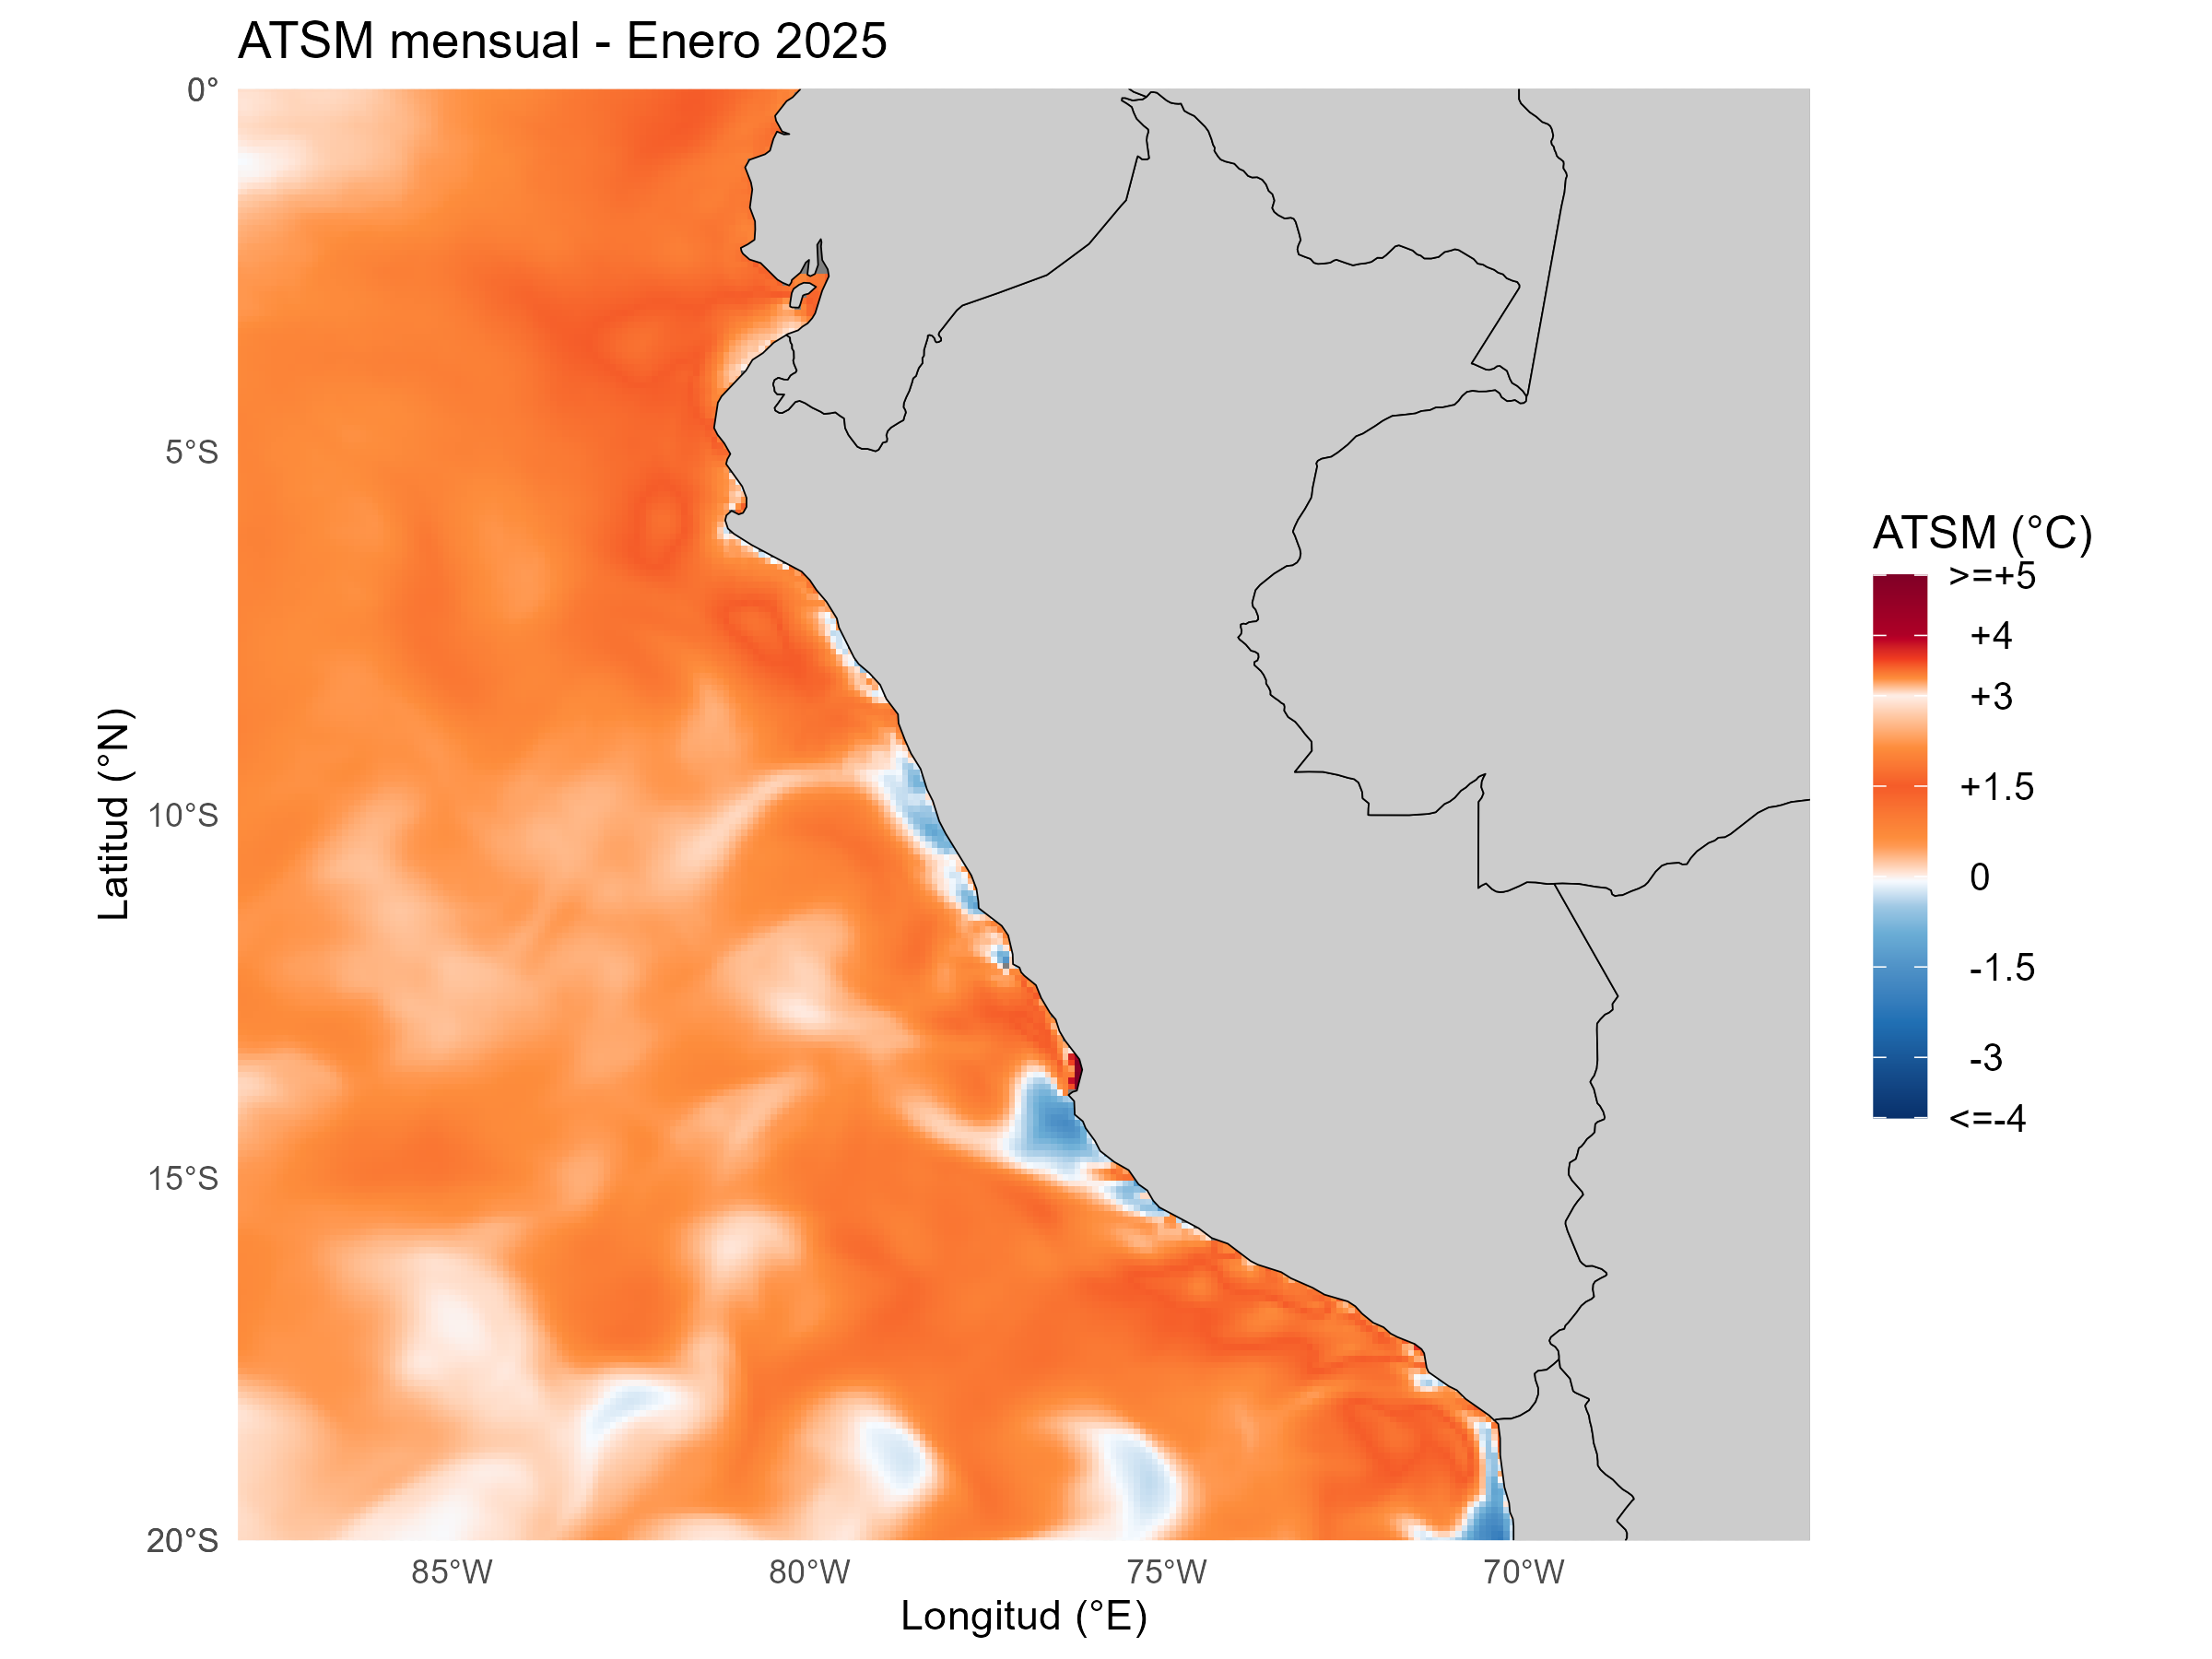 ATSM mensual - Enero 2025
0°
5°S
10°S
15°S
20°S
Latitud (°N)
85°W
80°W
75°W
70°W
Longitud (°E)
ATSM (°C)
>=+5
+4
+3
+1.5
0
-1.5
-3
<=-4